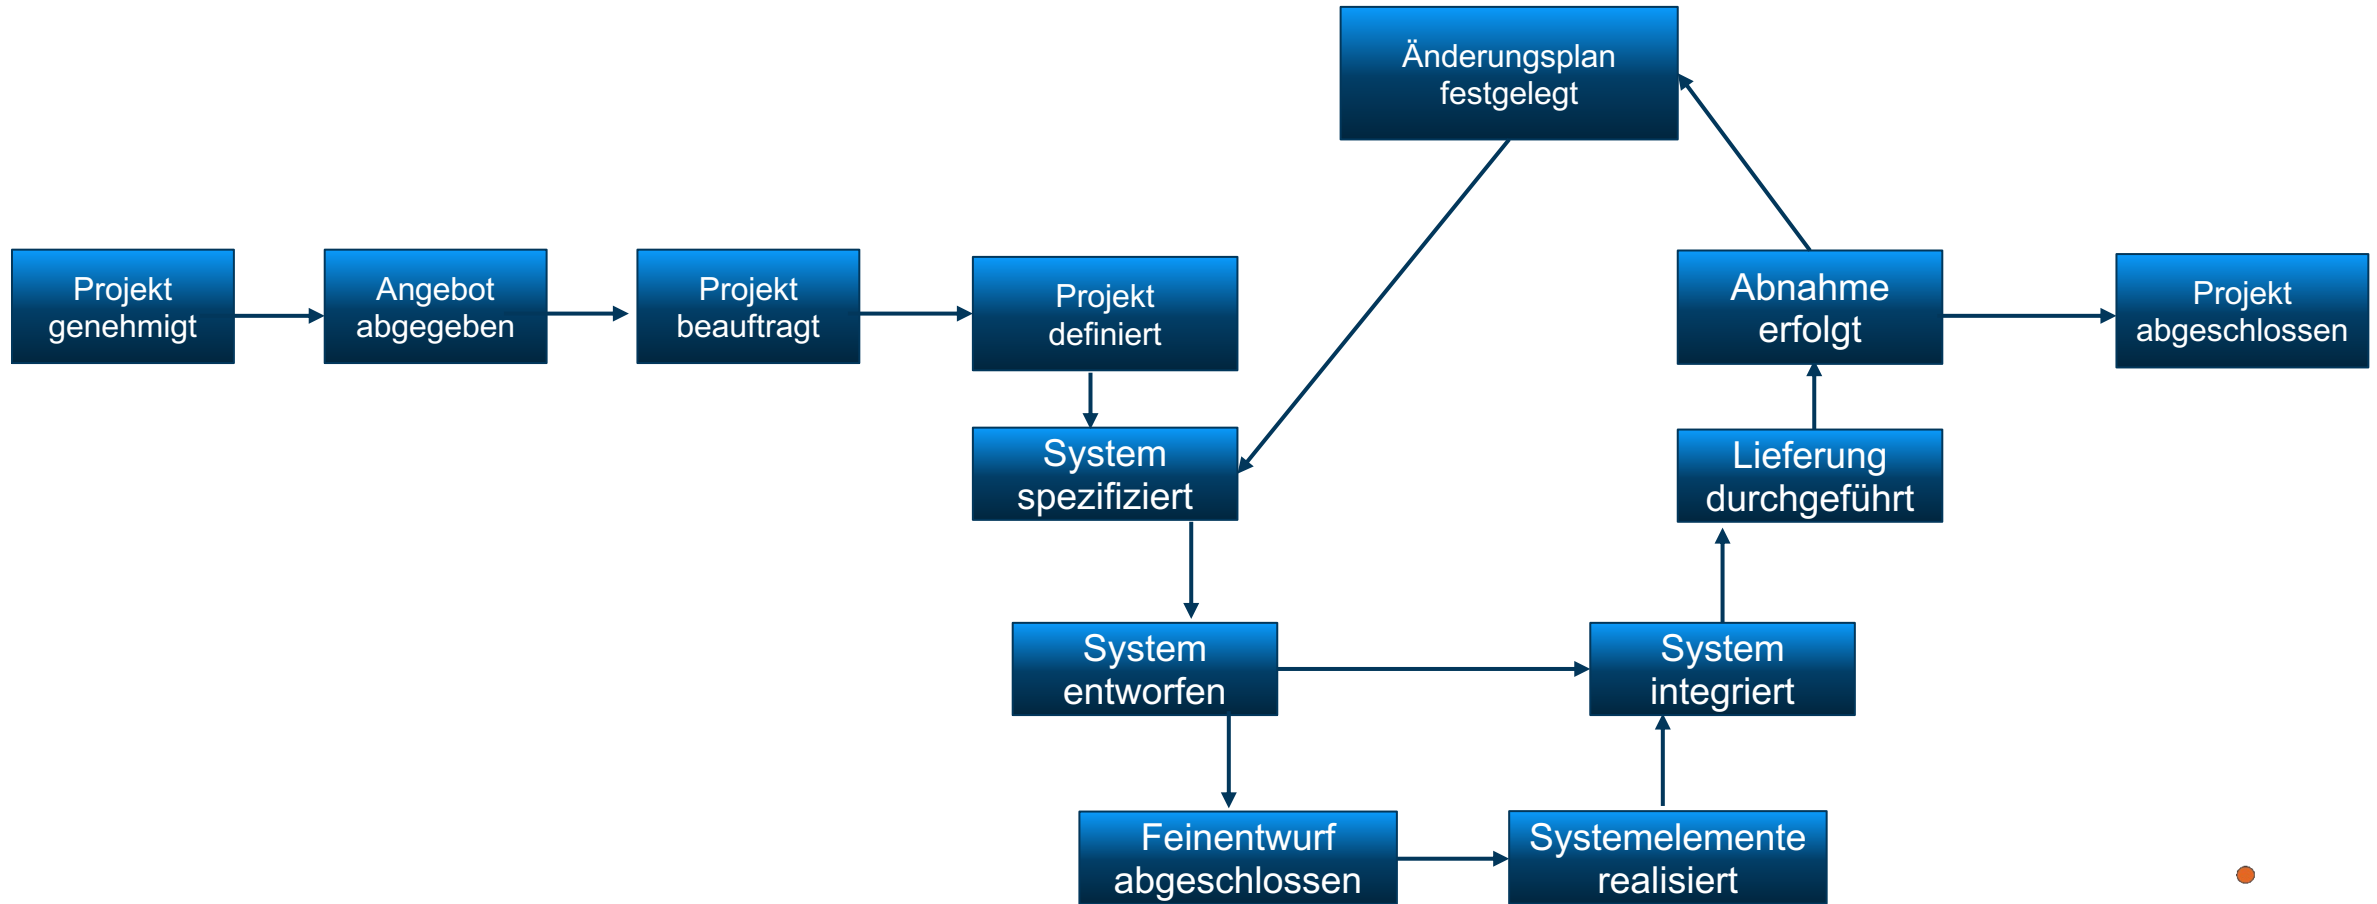 Änderungsplan
festgelegt
Projekt
genehmigt
Angebot
abgegeben
Projekt
beauftragt
Projekt
definiert
Abnahme
erfolgt
Projekt
abgeschlossen
System
spezifiziert
Lieferung
durchgeführt
System
entworfen
System
integriert
Feinentwurf
abgeschlossen
Systemelemente
realisiert